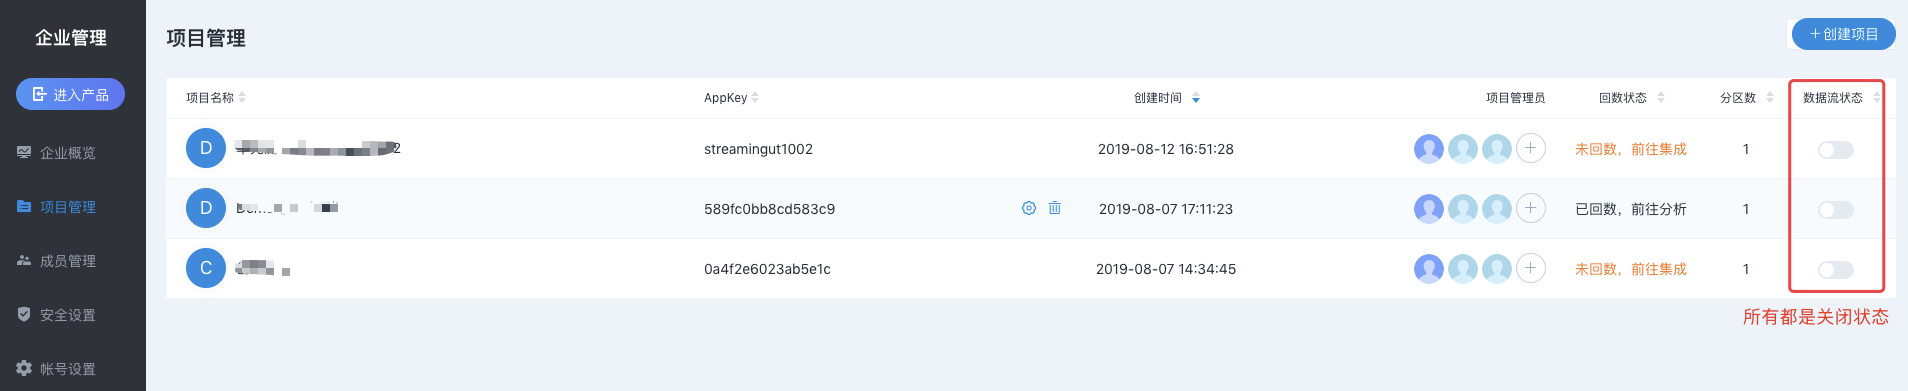 企业管理
进入产品
企业概览
项目管理
成员管理
安全设置
帐号设置
项目管理
+创建项目
项目名称 AppKey 创建时间 项目管理员 回数状态 分区数 数据流状态
D 2 streamingut1002 2019-08-12 16:51:28 未回数，前往集成 1
D 589fc0bb8cd583c9 2019-08-07 17:11:23 已回数，前往分析 1
C 0a4f2e6023ab5e1c 2019-08-07 14:34:45 未回数，前往集成 1
所有都是关闭状态